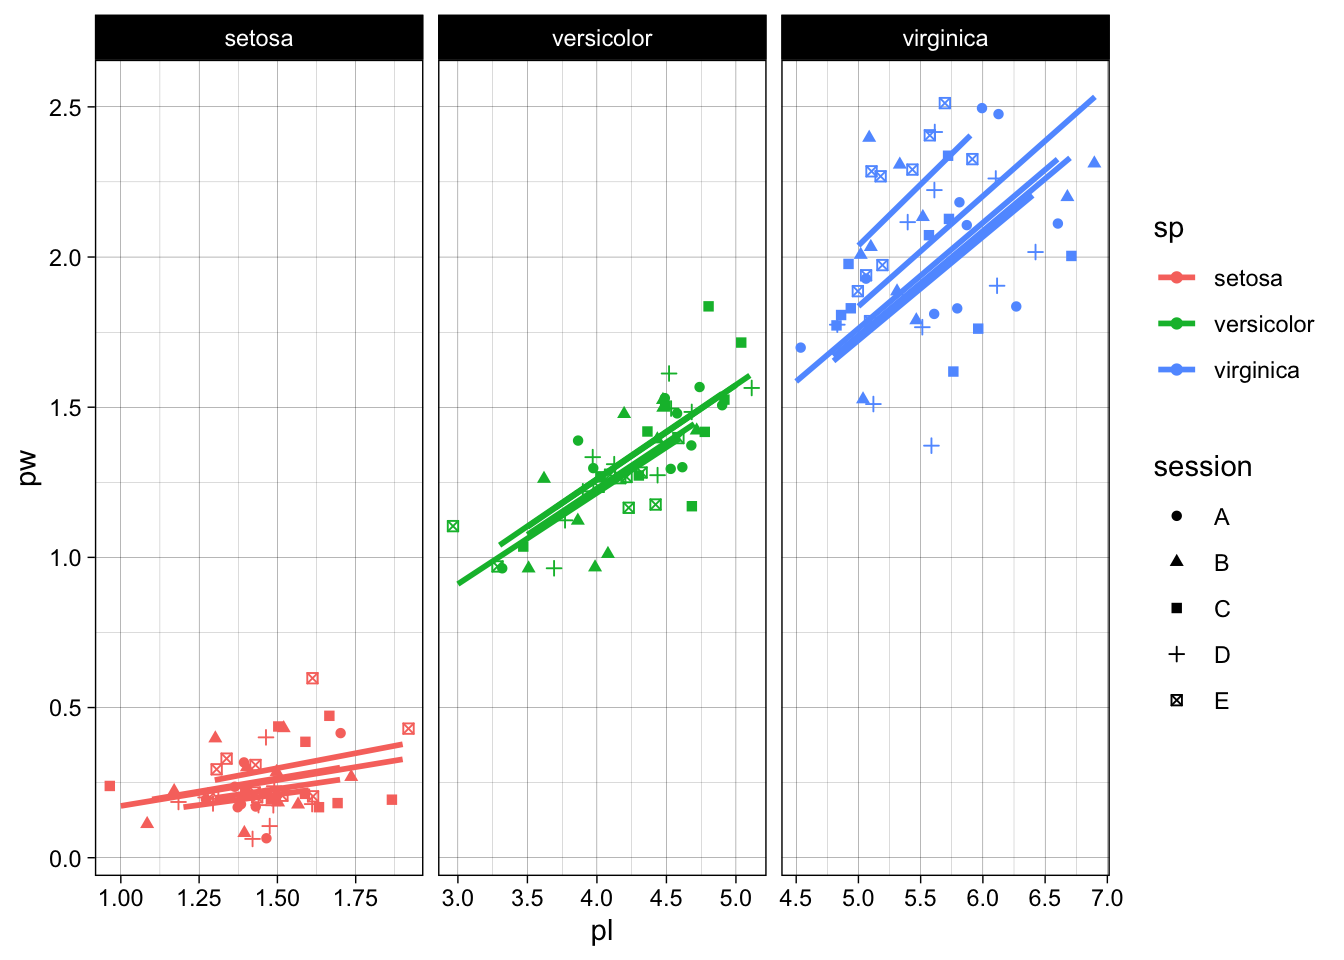 setosa versicolor virginica
2.5
2.0
1.5
1.0
0.5
0.0
pw
1.00 1.25 1.50 1.75 3.0 3.5 4.0 4.5 5.0 4.5 5.0 5.5 6.0 6.5 7.0
pl
sp
setosa
versicolor
virginica
session
A
B
C
D
E